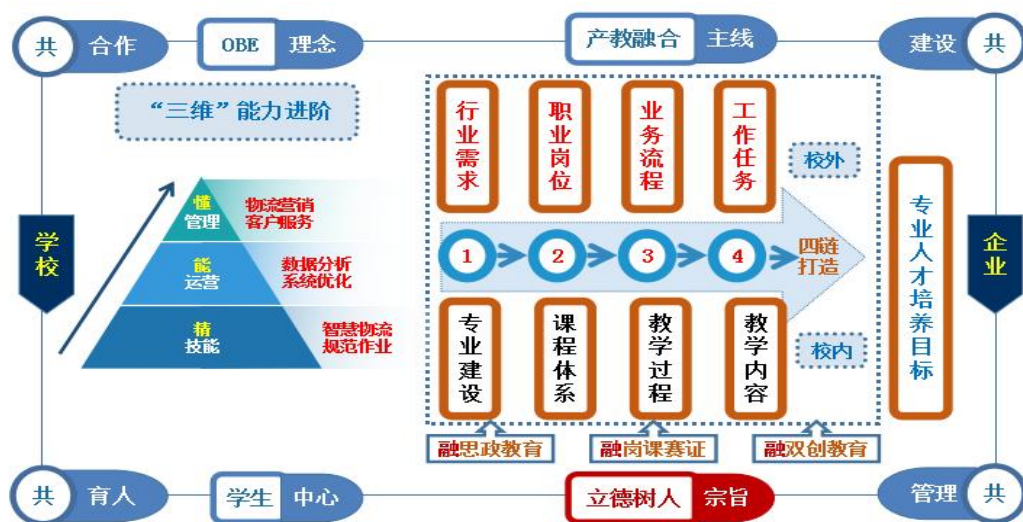 共 合作
OBE 理念
产教融合 主线
建设 共
“三维”能力进阶
行业需求
职业岗位
业务流程
工作任务
校外
懂
管理
物流营销
客户服务
能
运营
数据分析
系统优化
精
技能
智慧物流
规范作业
学校
1
2
3
4
四链
打造
专业人才培养目标
企业
专业建设
课程体系
教学过程
教学内容
校内
融思政教育
融岗课赛证
融双创教育
共 育人
学生 中心
立德树人 宗旨
管理 共